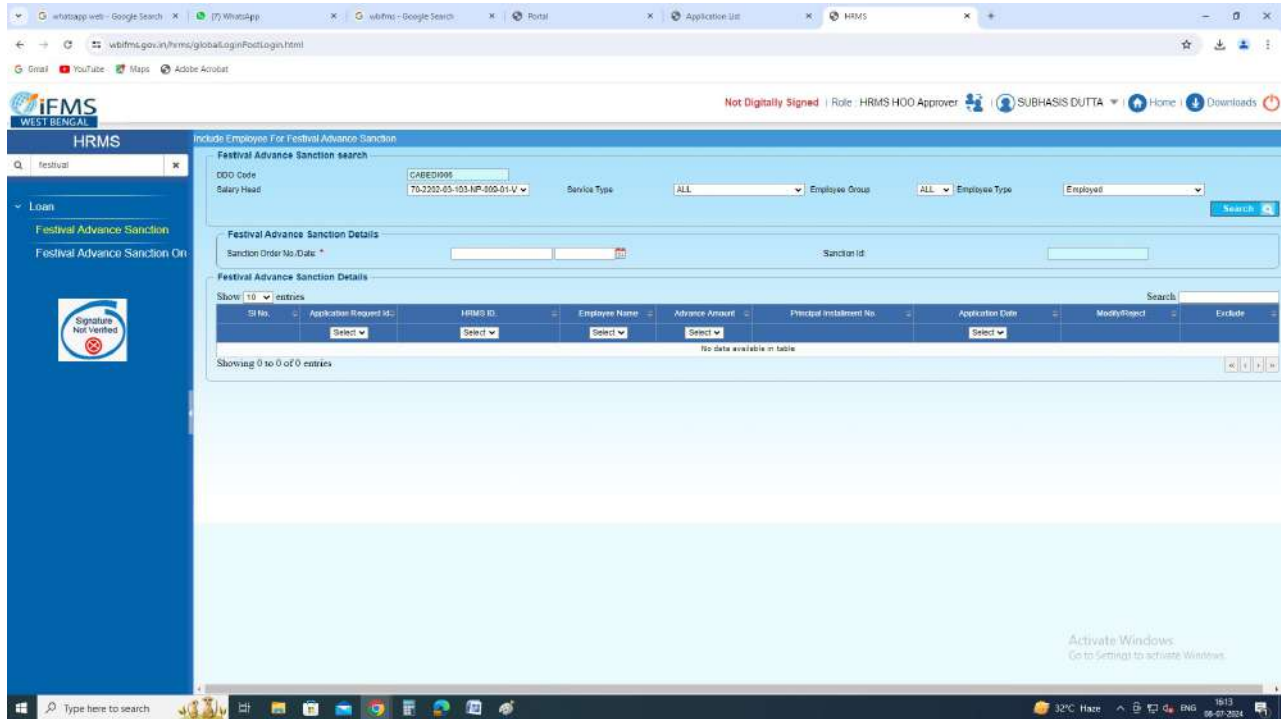 whatsapp web - Google Search
(7) WhatsApp
wbifms - Google Search
Portal
Application List
HRMS
wbifms.gov.in/hrms/globalLoginPostLogin.html
Gmail
YouTube
Maps
Adobe Acrobat
iFMS
WEST BENGAL
Not Digitally Signed | Role : HRMS HOO Approver
SUBHASIS DUTTA
Home
Downloads
HRMS
festival
Loan
Festival Advance Sanction
Festival Advance Sanction On
Signature
Not Verified
Include Employee For Festival Advance Sanction
Festival Advance Sanction search
DDO Code
Salary Head
70-2202-03-103-NP-009-01-V
Service Type
ALL
Employee Group
ALL
Employee Type
Employed
Search
Festival Advance Sanction Details
Sanction Order No./Date: *
Sanction Id
Festival Advance Sanction Details
Show 10 entries
Search
Sl No. Application Request Id HRMS ID. Employee Name Advance Amount Principal Installment No. Application Date Modify/Reject Exclude
Select Select Select Select Select
No data available in table
Showing 0 to 0 of 0 entries
Activate Windows
Go to Settings to activate Windows.
Type here to search
32°C Haze
ENG
16:13
08-07-2024